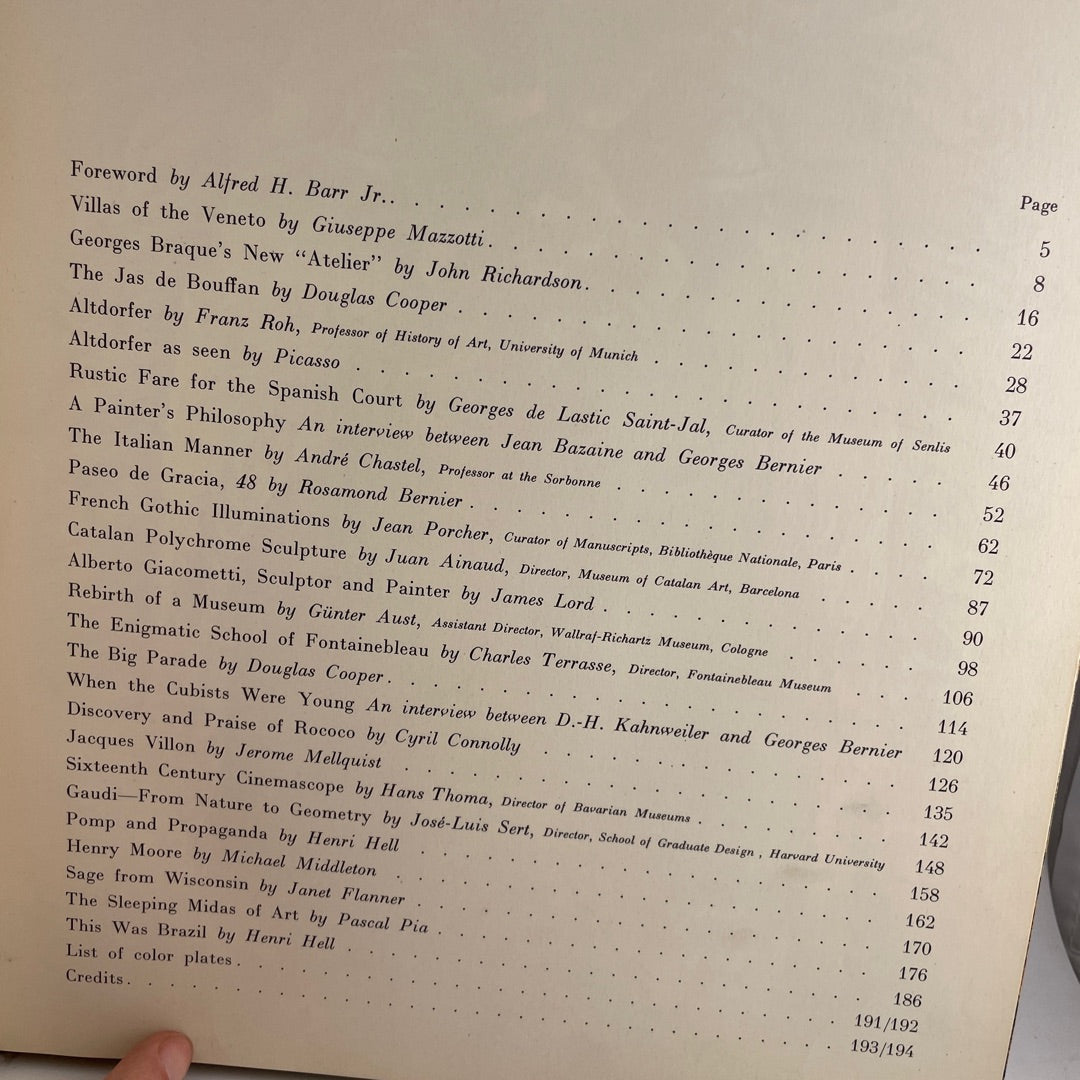 Page
Foreword by Alfred H. Barr Jr. . . . . . . . . . . . . . . . . . . 5
Villas of the Veneto by Giuseppe Mazzotti . . . . . . . . . . . . . . . 8
Georges Braque's New “Atelier” by John Richardson . . . . . . . . . . . . 16
The Jas de Bouffan by Douglas Cooper . . . . . . . . . . . . . . . . 22
Altdorfer by Franz Roh, Professor of History of Art, University of Munich . . . . . . . . . . 28
Altdorfer as seen by Picasso . . . . . . . . . . . . . . . . . . 37
Rustic Fare for the Spanish Court by Georges de Lastic Saint-Jal, Curator of the Museum of Senlis 40
A Painter's Philosophy An interview between Jean Bazaine and Georges Bernier . . . . . 46
The Italian Manner by André Chastel, Professor at the Sorbonne . . . . . . . . . . 52
Paseo de Gracia, 48 by Rosamond Bernier . . . . . . . . . . . . . . 62
French Gothic Illuminations by Jean Porcher, Curator of Manuscripts, Bibliothèque Nationale, Paris . . . . 72
Catalan Polychrome Sculpture by Juan Ainaud, Director, Museum of Catalan Art, Barcelona . . . . . 87
Alberto Giacometti, Sculptor and Painter by James Lord . . . . . . . . . . 90
Rebirth of a Museum by Günter Aust, Assistant Director, Wallraf-Richartz Museum, Cologne . . . . . . 98
The Enigmatic School of Fontainebleau by Charles Terrasse, Director, Fontainebleau Museum . . . 106
The Big Parade by Douglas Cooper . . . . . . . . . . . . . . . . 114
When the Cubists Were Young An interview between D.-H. Kahnweiler and Georges Bernier 120
Discovery and Praise of Rococo by Cyril Connolly . . . . . . . . . . . . 126
Jacques Villon by Jerome Mellquist . . . . . . . . . . . . . . . . 135
Sixteenth Century Cinemascope by Hans Thoma, Director of Bavarian Museums . . . . . . . 142
Gaudi—From Nature to Geometry by José-Luis Sert, Director, School of Graduate Design , Harvard University 148
Pomp and Propaganda by Henri Hell . . . . . . . . . . . . . . . 158
Henry Moore by Michael Middleton . . . . . . . . . . . . . . . . 162
Sage from Wisconsin by Janet Flanner . . . . . . . . . . . . . . . 170
The Sleeping Midas of Art by Pascal Pia . . . . . . . . . . . . . . 176
This Was Brazil by Henri Hell . . . . . . . . . . . . . . . . . 186
List of color plates . . . . . . . . . . . . . . . . . . . 191/192
Credits . . . . . . . . . . . . . . . . . . . . . . 193/194